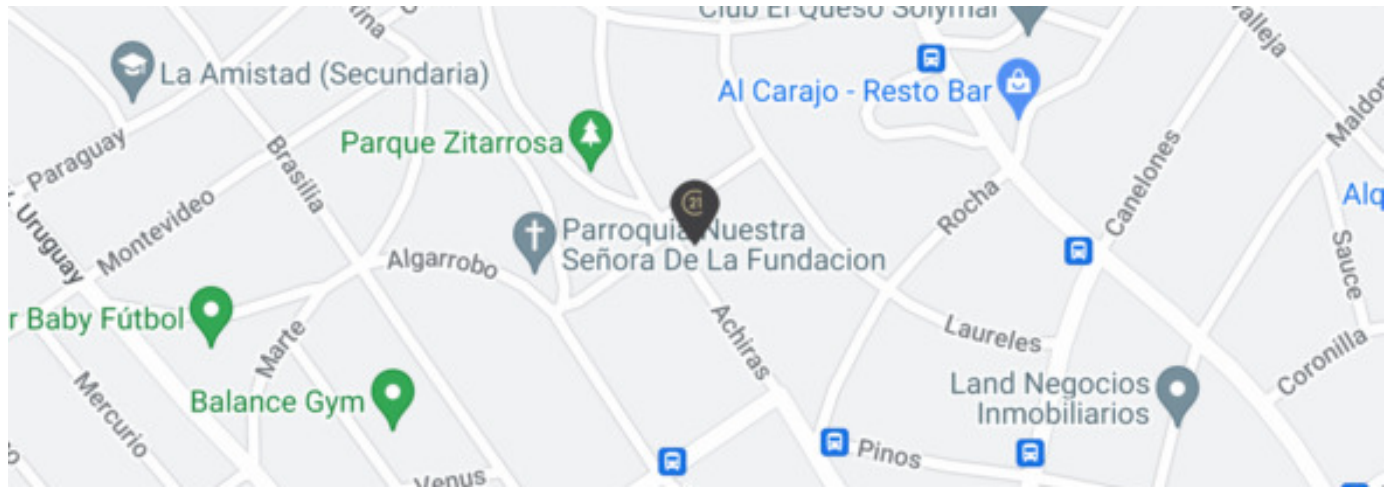 Club El Queso Solymar
La Amistad (Secundaria)
Al Carajo - Resto Bar
Parque Zitarrosa
Paraguay
Brasilia
Montevideo
Uruguay
Rocha
Canelones
Alq
Sauce
21
Parroquia Nuestra
Señora De La Fundacion
Algarrobo
r Baby Fútbol
Marte
Achiras
Laureles
Coronilla
Mercurio
Balance Gym
Land Negocios
Inmobiliarios
Pinos
Venus